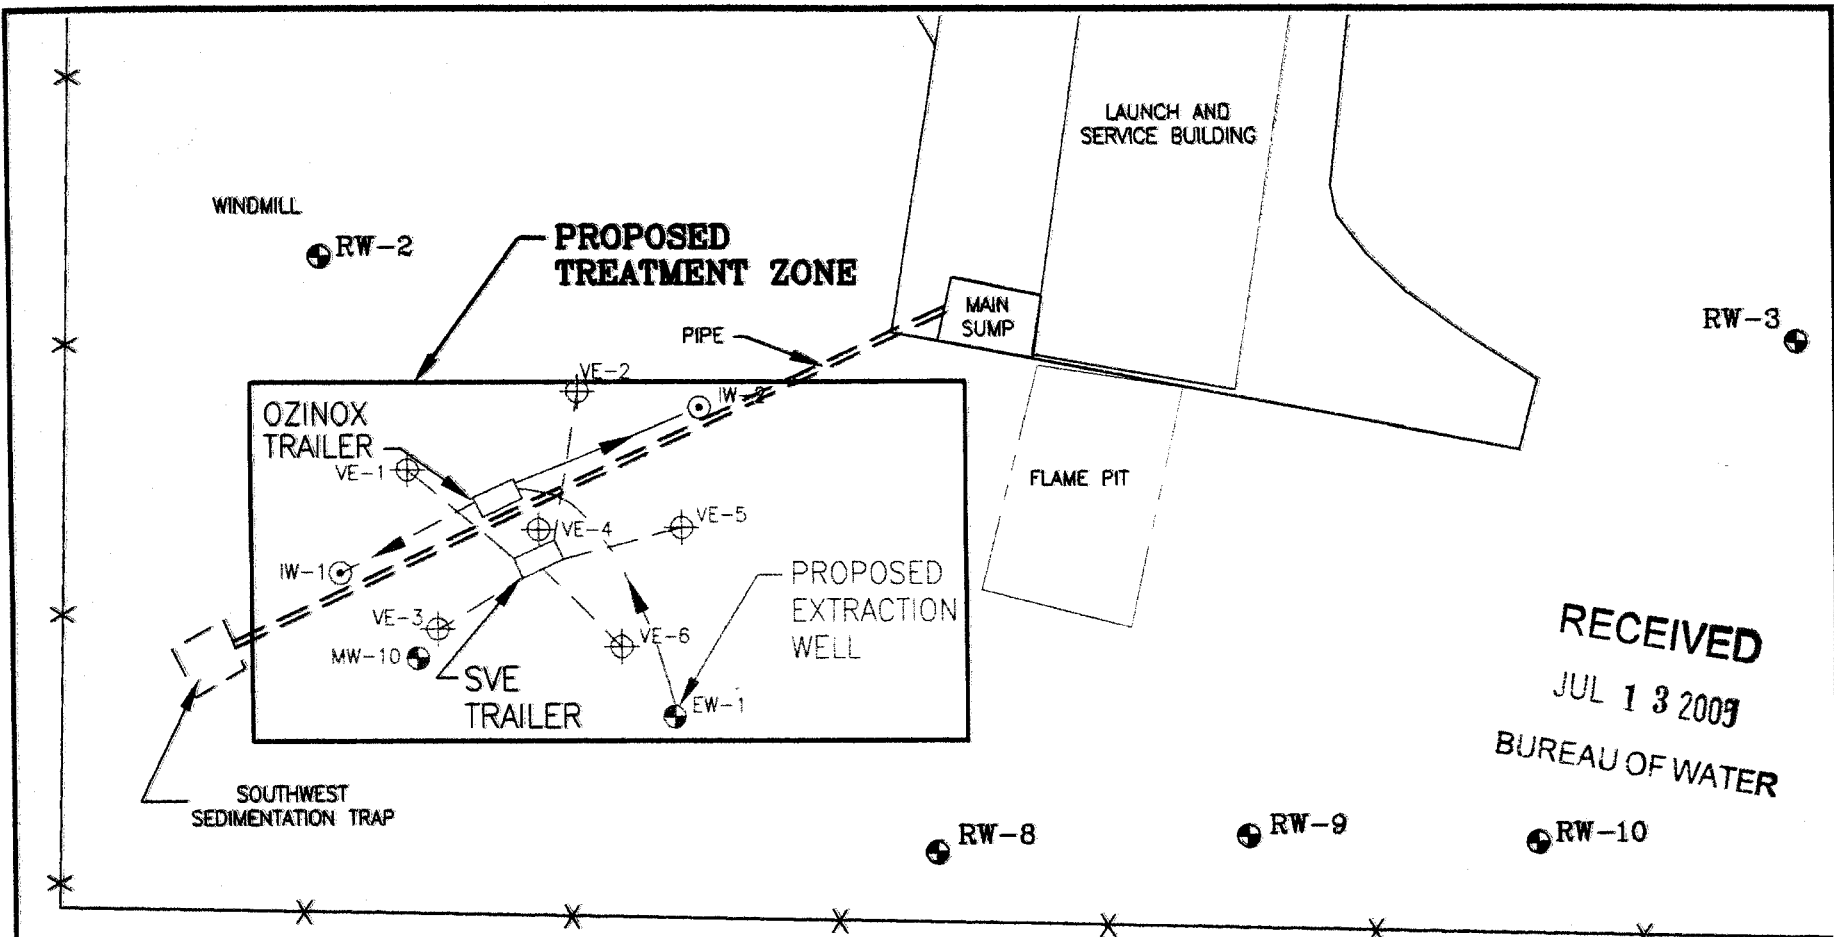 LAUNCH AND
SERVICE BUILDING
WINDMILL
RW-2
PROPOSED
TREATMENT ZONE
MAIN
SUMP
PIPE
RW-3
VE-2
IW-2
OZINOX
TRAILER
VE-1
FLAME PIT
VE-5
VE-4
IW-1
PROPOSED
EXTRACTION
WELL
VE-3
VE-6
MW-10
SVE
TRAILER
EW-1
RECEIVED
JUL 13 2009
BUREAU OF WATER
SOUTHWEST
SEDIMENTATION TRAP
RW-8
RW-9
RW-10